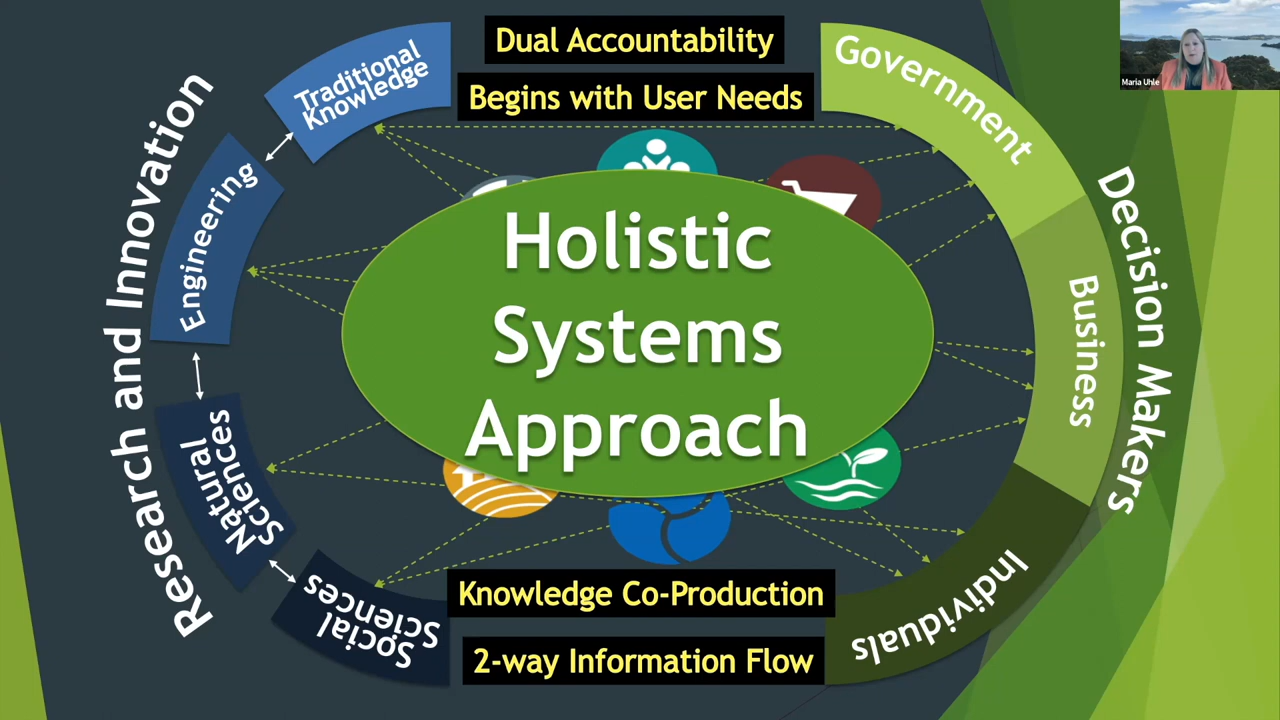 Dual Accountability
Begins with User Needs
Maria Uhle
Research and Innovation
Traditional
Knowledge
Engineering
Natural
Sciences
Social
Sciences
Holistic
Systems
Approach
Government
Business
Individuals
Decision Makers
Knowledge Co-Production
2-way Information Flow